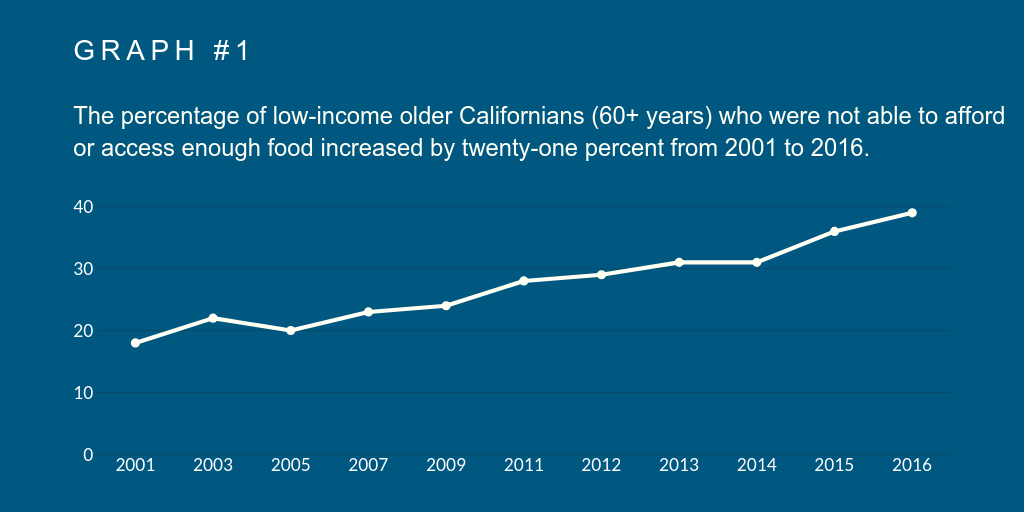 GRAPH #1
The percentage of low-income older Californians (60+ years) who were not able to afford
or access enough food increased by twenty-one percent from 2001 to 2016.
40
30
20
10
0
2001 2003 2005 2007 2009 2011 2012 2013 2014 2015 2016